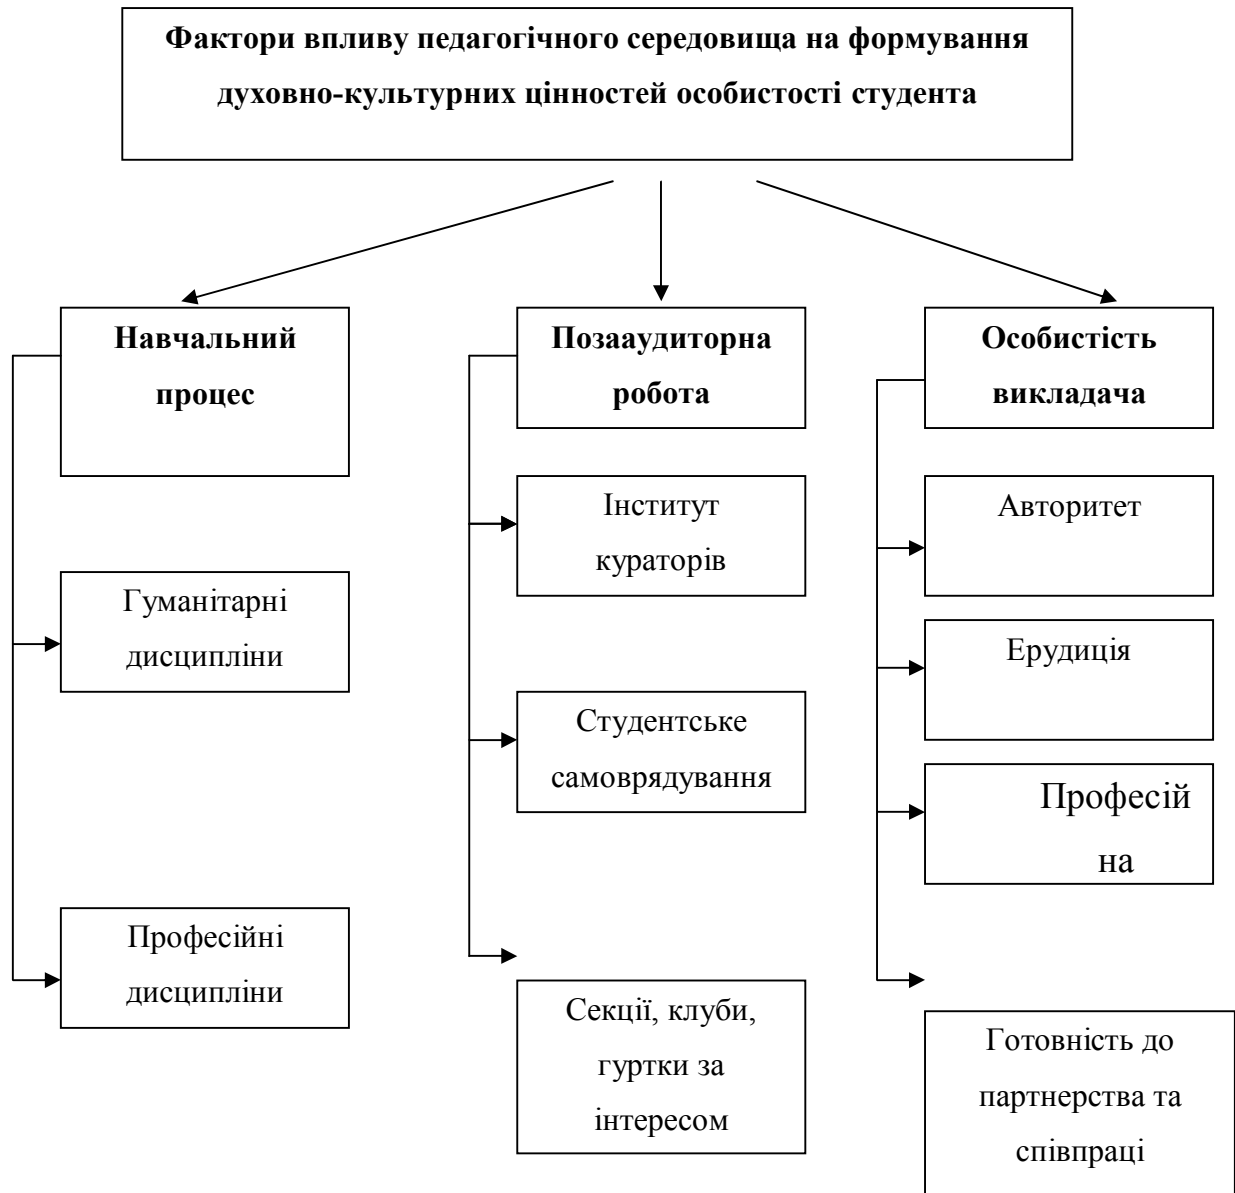 Фактори впливу педагогічного середовища на формування
духовно-культурних цінностей особистості студента
Навчальний
процес
Гуманітарні
дисципліни
Професійні
дисципліни
Позааудиторна
робота
Інститут
кураторів
Студентське
самоврядування
Секції, клуби,
гуртки за
інтересом
Особистість
викладача
Авторитет
Ерудиція
Професій
на
Готовність до
партнерства та
співпраці